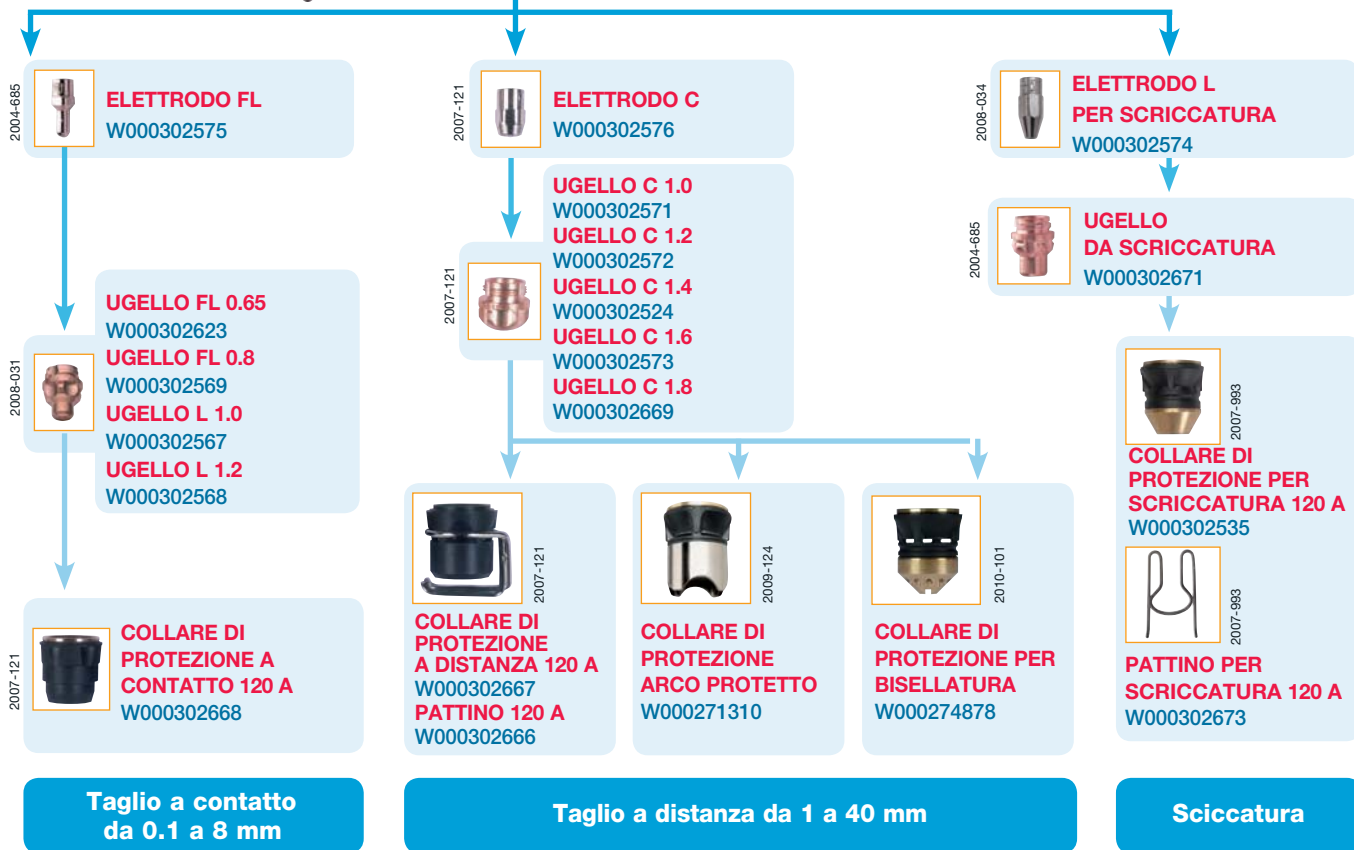 2004-685
ELETTRODO FL
W000302575
2008-031
UGELLO FL 0.65
W000302623
UGELLO FL 0.8
W000302569
UGELLO L 1.0
W000302567
UGELLO L 1.2
W000302568
2007-121
COLLARE DI
PROTEZIONE A
CONTATTO 120 A
W000302668
Taglio a contatto
da 0.1 a 8 mm
2007-121
ELETTRODO C
W000302576
2007-121
UGELLO C 1.0
W000302571
UGELLO C 1.2
W000302572
UGELLO C 1.4
W000302524
UGELLO C 1.6
W000302573
UGELLO C 1.8
W000302669
2007-121
COLLARE DI
PROTEZIONE
A DISTANZA 120 A
W000302667
PATTINO 120 A
W000302666
2009-124
COLLARE DI
PROTEZIONE
ARCO PROTETTO
W000271310
2010-101
COLLARE DI
PROTEZIONE PER
BISELLATURA
W000274878
Taglio a distanza da 1 a 40 mm
2008-034
ELETTRODO L
PER SCRICCATURA
W000302574
2004-685
UGELLO
DA SCRICCATURA
W000302671
2007-993
COLLARE DI
PROTEZIONE PER
SCRICCATURA 120 A
W000302535
2007-993
PATTINO PER
SCRICCATURA 120 A
W000302673
Sciccatura